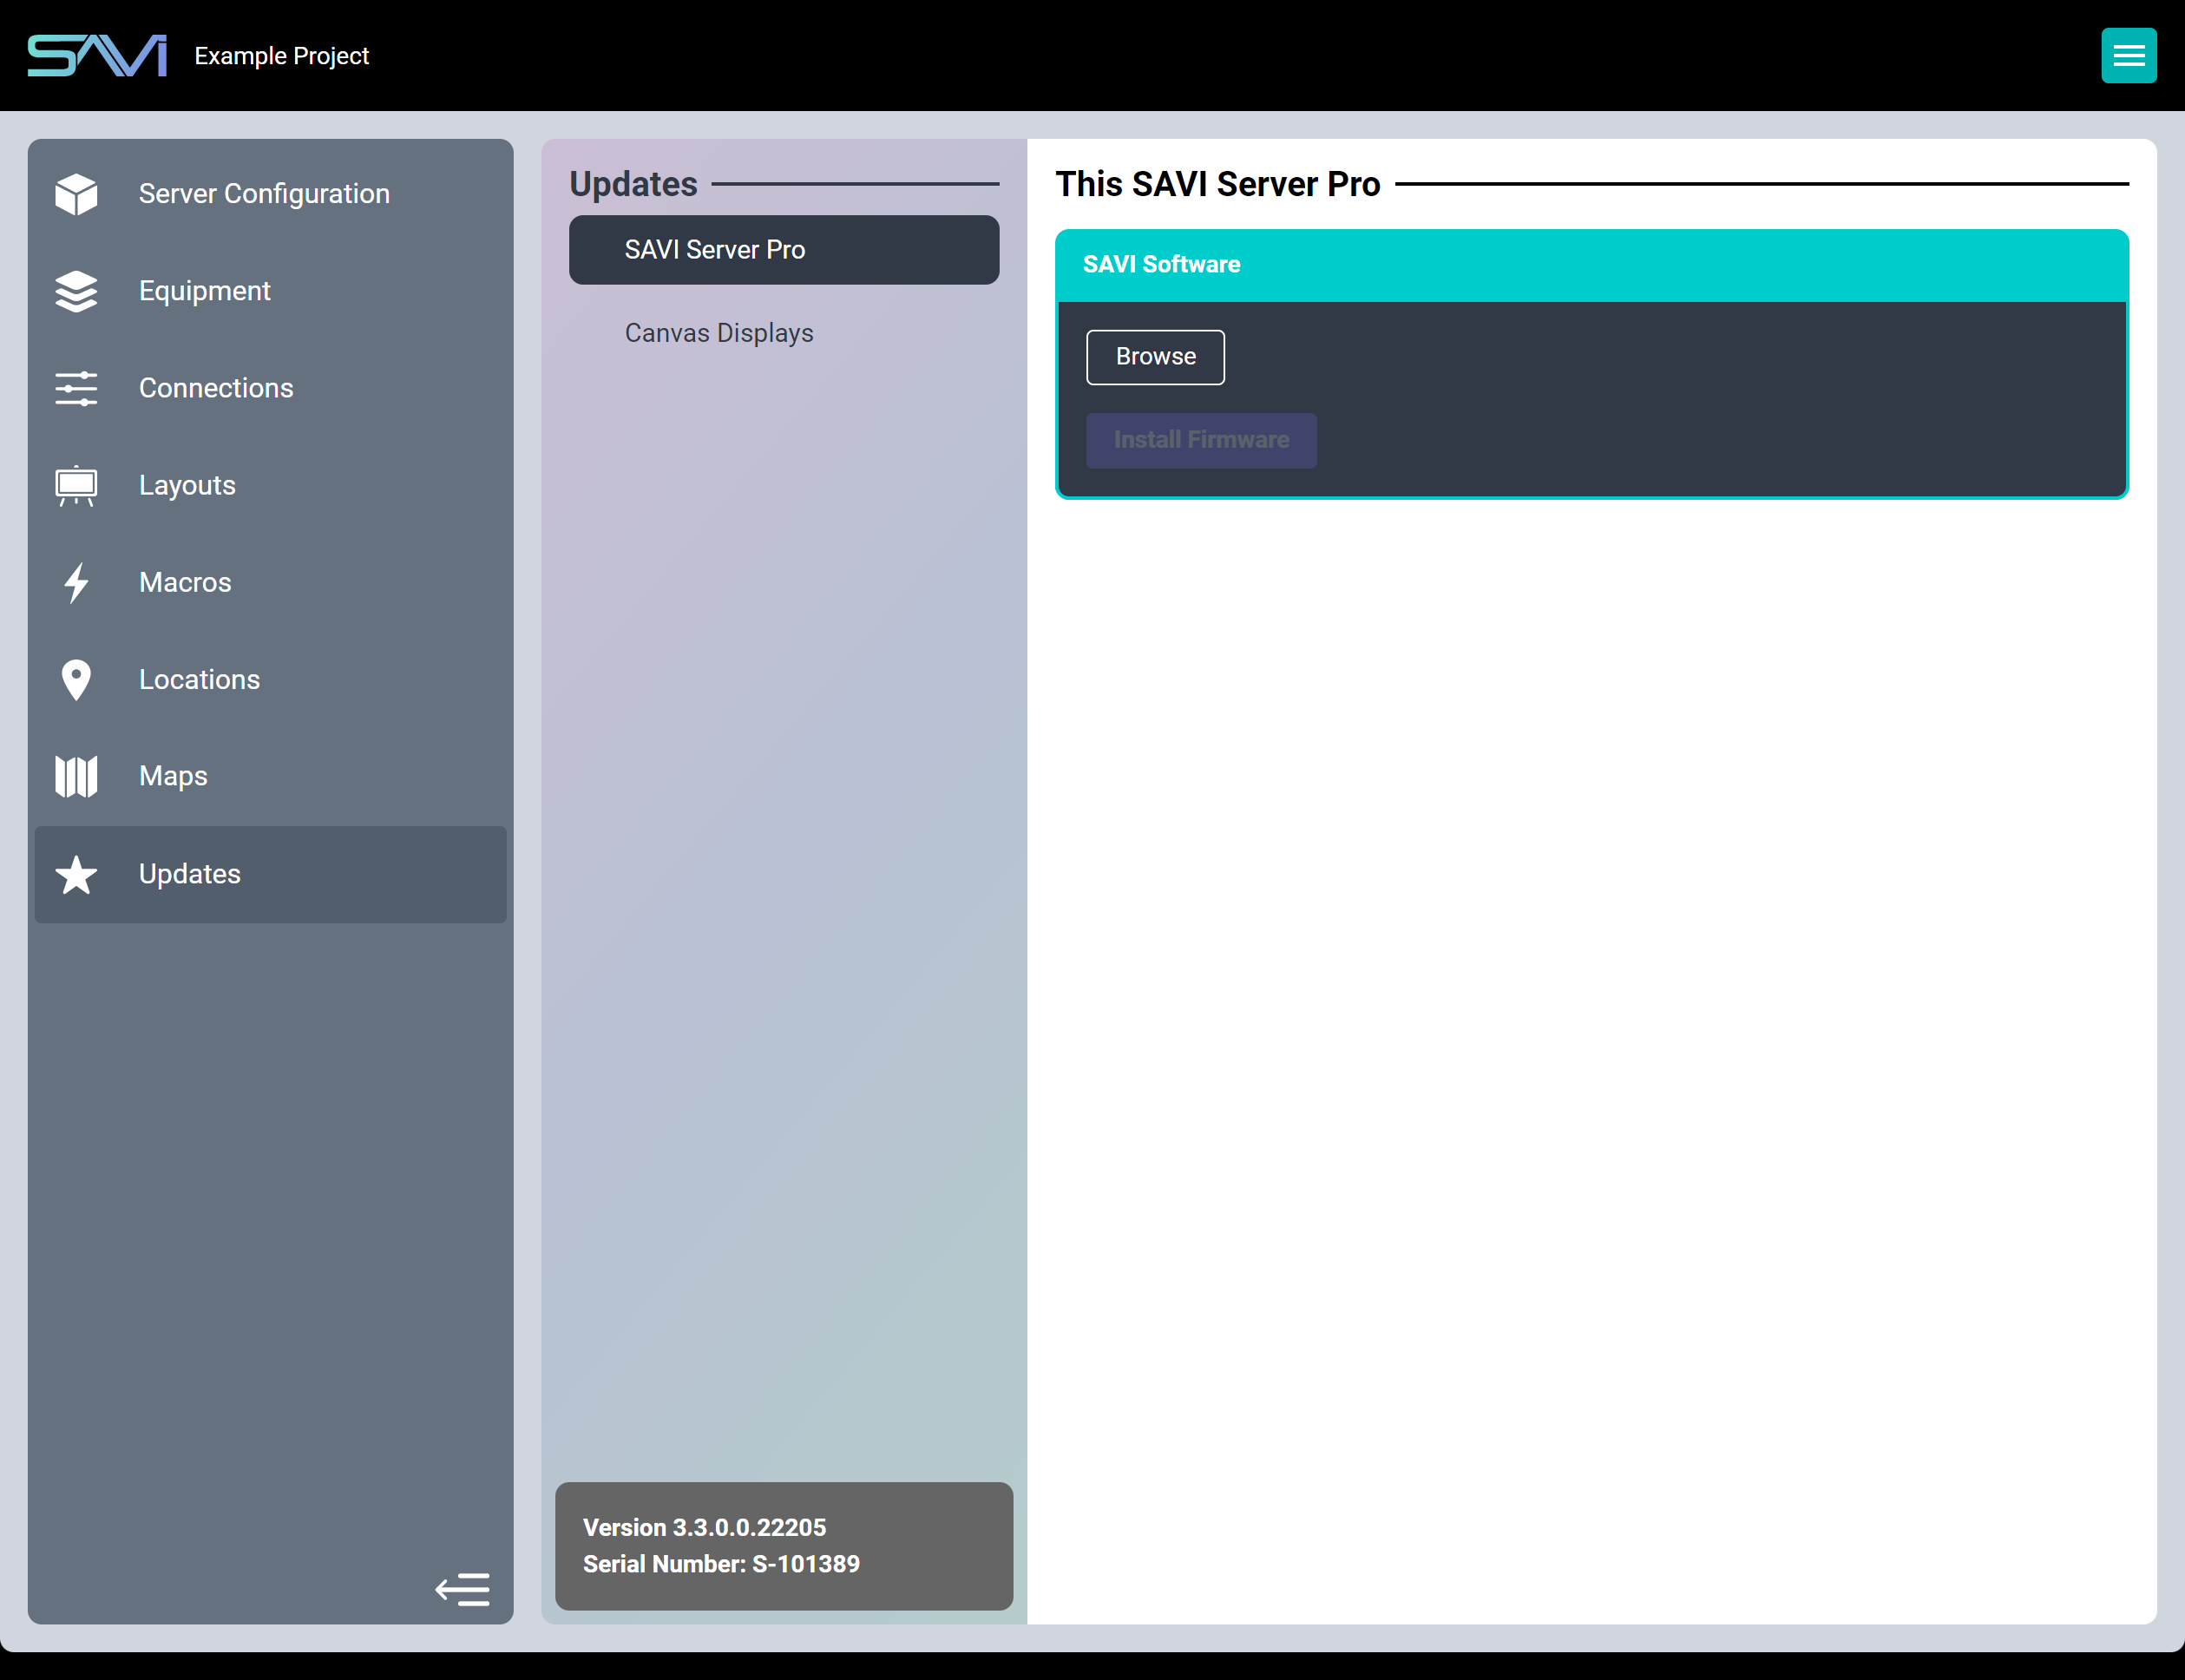 SAVI
Example Project
Server Configuration
Equipment
Connections
Layouts
Macros
Locations
Maps
Updates
Updates
SAVI Server Pro
Canvas Displays
Version 3.3.0.0.22205
Serial Number: S-101389
This SAVI Server Pro
SAVI Software
Browse
Install Firmware